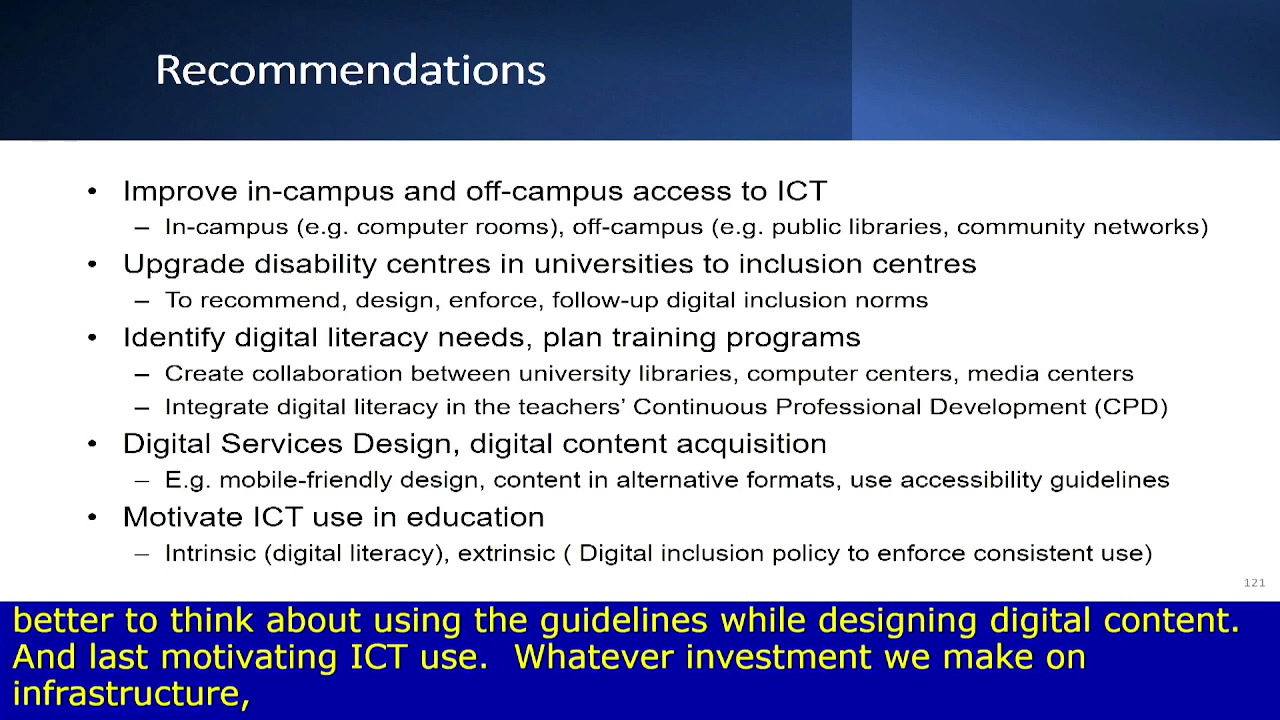 Recommendations
• Improve in-campus and off-campus access to ICT
– In-campus (e.g. computer rooms), off-campus (e.g. public libraries, community networks)
• Upgrade disability centres in universities to inclusion centres
– To recommend, design, enforce, follow-up digital inclusion norms
• Identify digital literacy needs, plan training programs
– Create collaboration between university libraries, computer centers, media centers
– Integrate digital literacy in the teachers’ Continuous Professional Development (CPD)
• Digital Services Design, digital content acquisition
– E.g. mobile-friendly design, content in alternative formats, use accessibility guidelines
• Motivate ICT use in education
– Intrinsic (digital literacy), extrinsic ( Digital inclusion policy to enforce consistent use)
121
better to think about using the guidelines while designing digital content.
And last motivating ICT use.  Whatever investment we make on
infrastructure,